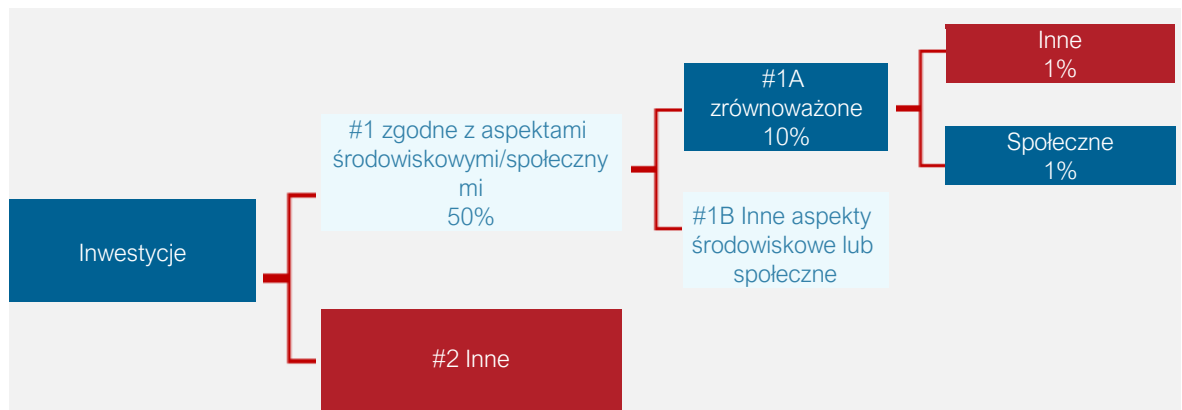 Inwestycje
#1 zgodne z aspektami
środowiskowymi/społeczny
mi
50%
#2 Inne
#1A
zrównoważone
10%
#1B Inne aspekty
środowiskowe lub
społeczne
Inne
1%
Społeczne
1%